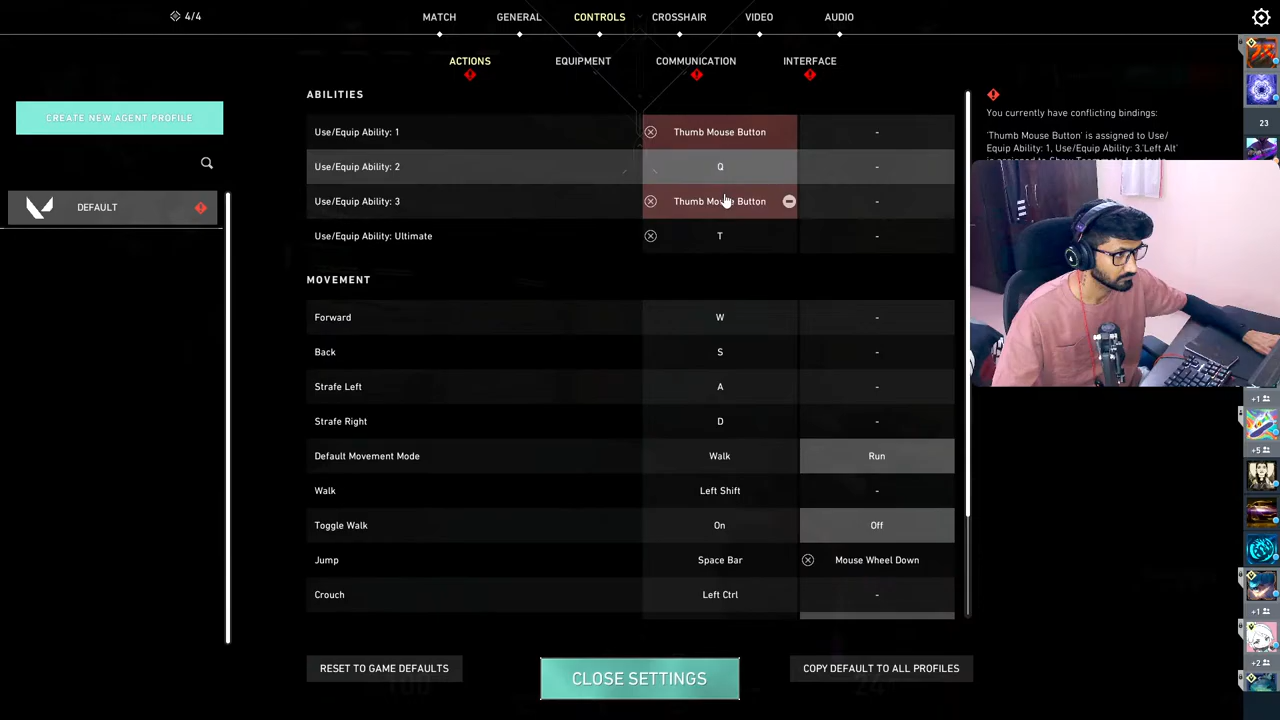 4/4
MATCH
GENERAL
CONTROLS
CROSSHAIR
VIDEO
AUDIO
ACTIONS
EQUIPMENT
COMMUNICATION
INTERFACE
CREATE NEW AGENT PROFILE
DEFAULT
ABILITIES
Use/Equip Ability: 1
Thumb Mouse Button
-
Use/Equip Ability: 2
Q
-
Use/Equip Ability: 3
Thumb Mouse Button
-
Use/Equip Ability: Ultimate
T
-
MOVEMENT
Forward
W
-
Back
S
-
Strafe Left
A
-
Strafe Right
D
-
Default Movement Mode
Walk
Run
Walk
Left Shift
-
Toggle Walk
On
Off
Jump
Space Bar
Mouse Wheel Down
Crouch
Left Ctrl
-
RESET TO GAME DEFAULTS
CLOSE SETTINGS
COPY DEFAULT TO ALL PROFILES
You currently have conflicting bindings:
'Thumb Mouse Button' is assigned to Use/
Equip Ability: 1, Use/Equip Ability: 3.'Left Alt'
23
+1
+5
+1
+2